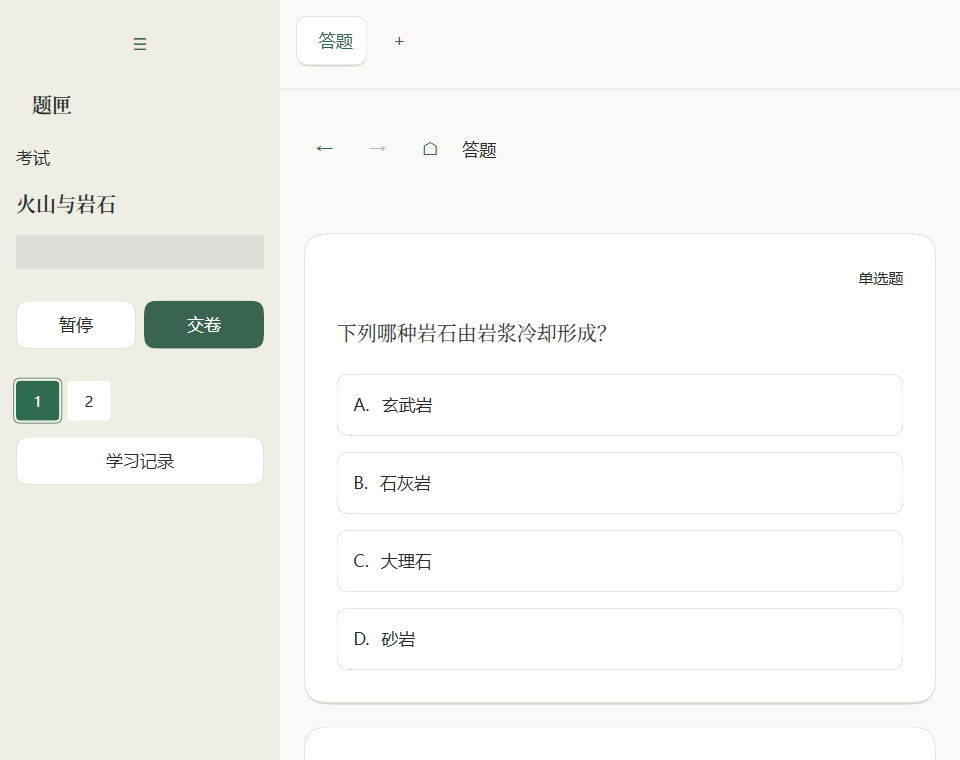 题匣
考试
火山与岩石
暂停 交卷
1 2
学习记录
答题 +
← → 答题
单选题
下列哪种岩石由岩浆冷却形成？
A. 玄武岩
B. 石灰岩
C. 大理石
D. 砂岩